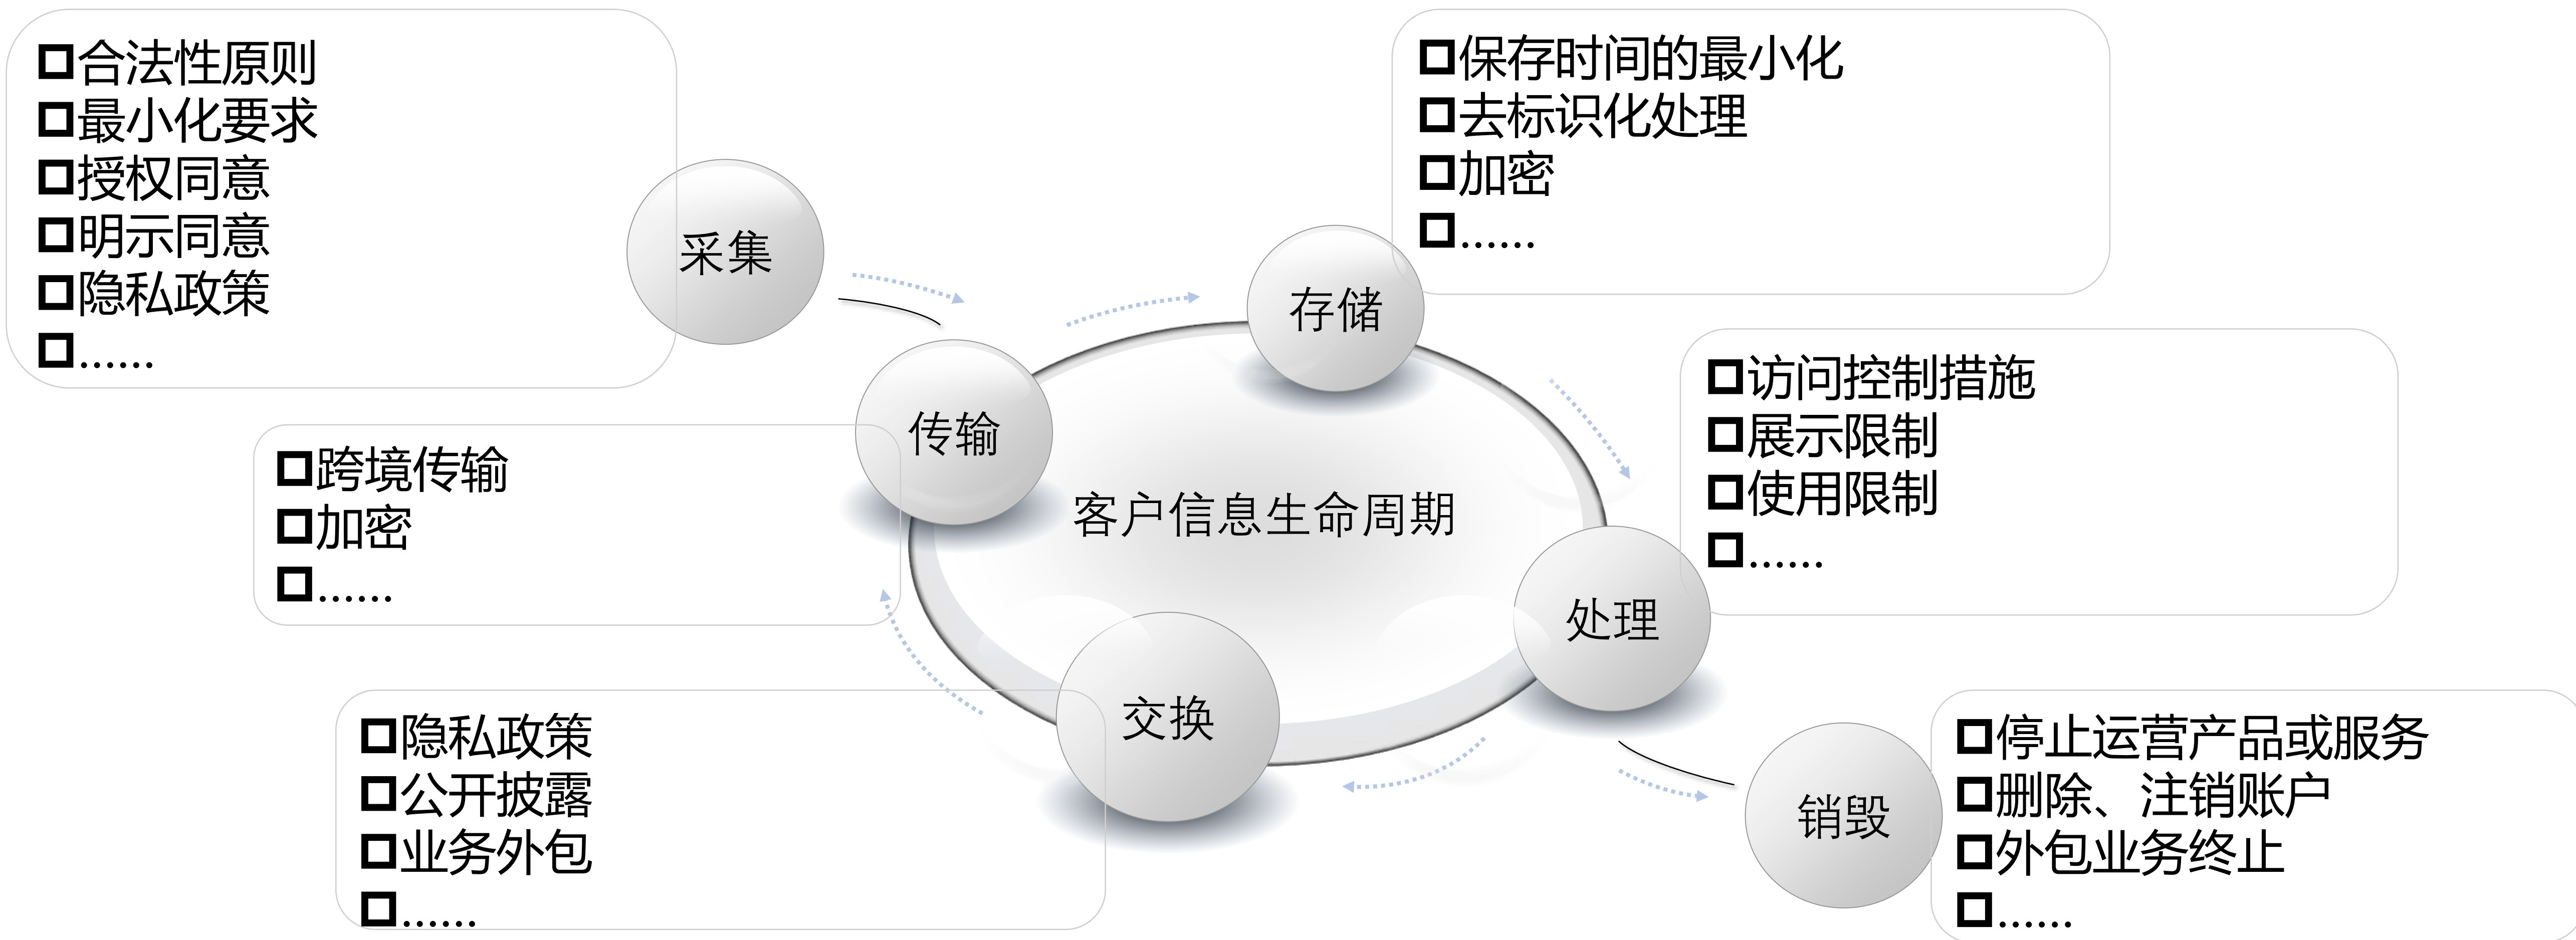 合法性原则
最小化要求
授权同意
明示同意
隐私政策
......
采集
保存时间的最小化
去标识化处理
加密
......
存储
传输
跨境传输
加密
......
客户信息生命周期
访问控制措施
展示限制
使用限制
......
处理
交换
隐私政策
公开披露
业务外包
......
销毁
停止运营产品或服务
删除、注销账户
外包业务终止
......